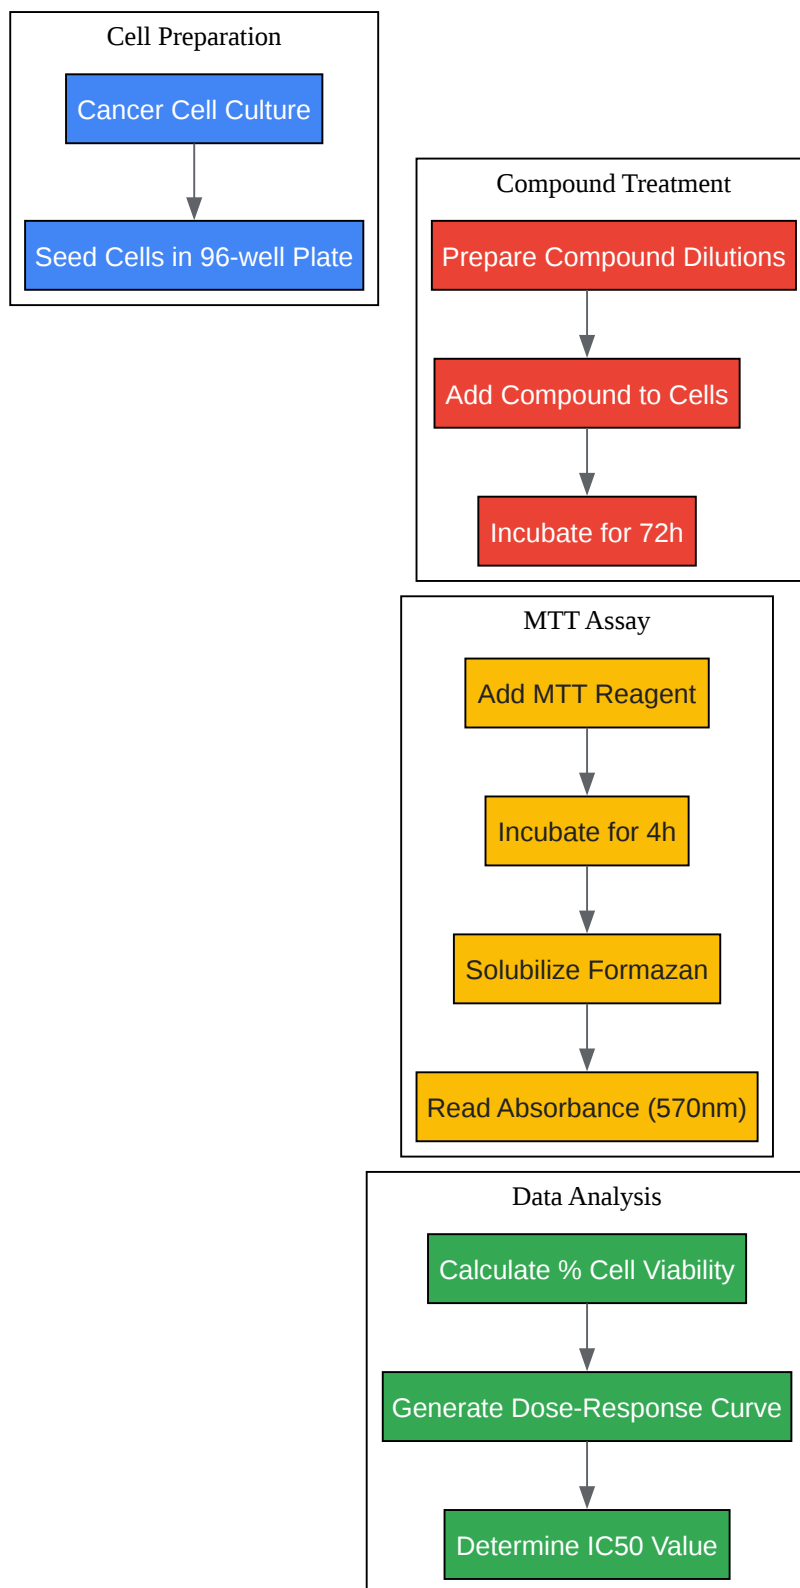 Cell Preparation
Cancer Cell Culture
Seed Cells in 96-well Plate
Compound Treatment
Prepare Compound Dilutions
Add Compound to Cells
Incubate for 72h
MTT Assay
Add MTT Reagent
Incubate for 4h
Solubilize Formazan
Read Absorbance (570nm)
Data Analysis
Calculate % Cell Viability
Generate Dose-Response Curve
Determine IC50 Value